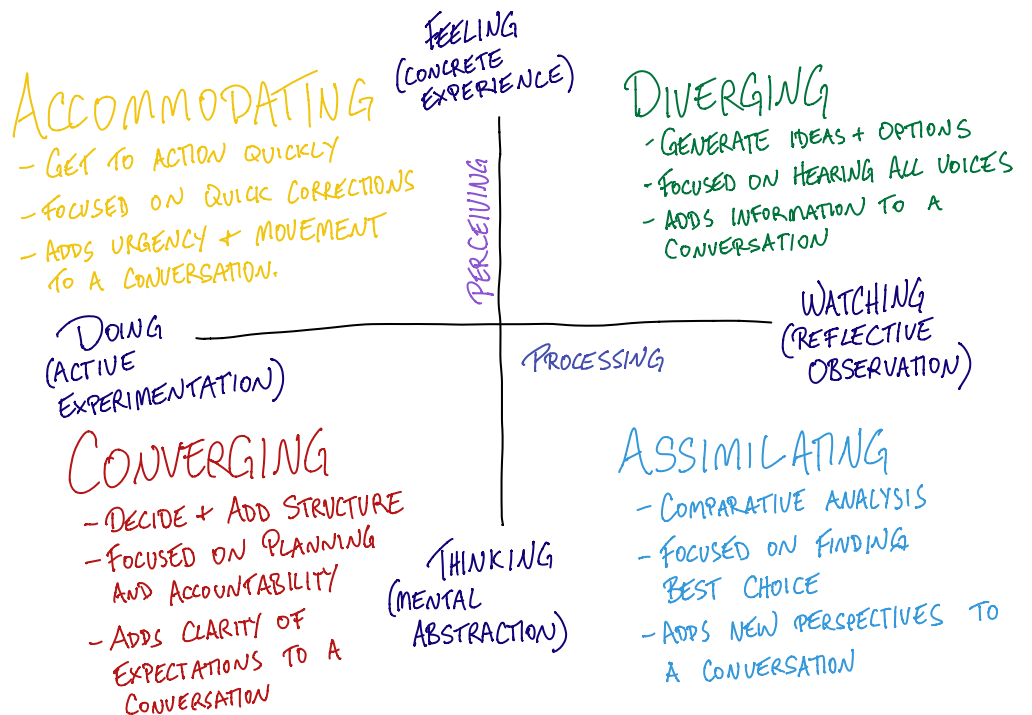 FEELING
(CONCRETE
EXPERIENCE)
ACCOMMODATING
- GET TO ACTION QUICKLY
- FOCUSED ON QUICK CORRECTIONS
- ADDS URGENCY + MOVEMENT
TO A CONVERSATION.
DIVERGING
- GENERATE IDEAS + OPTIONS
- FOCUSED ON HEARING ALL VOICES
- ADDS INFORMATION TO A
CONVERSATION
PERCEIVING
DOING
(ACTIVE
EXPERIMENTATION)
PROCESSING
WATCHING
(REFLECTIVE
OBSERVATION)
CONVERGING
- DECIDE + ADD STRUCTURE
- FOCUSED ON PLANNING
AND ACCOUNTABILITY
- ADDS CLARITY OF
EXPECTATIONS TO A
CONVERSATION
THINKING
(MENTAL
ABSTRACTION)
ASSIMILATING
- COMPARATIVE ANALYSIS
- FOCUSED ON FINDING
BEST CHOICE
- ADDS NEW PERSPECTIVES TO
A CONVERSATION